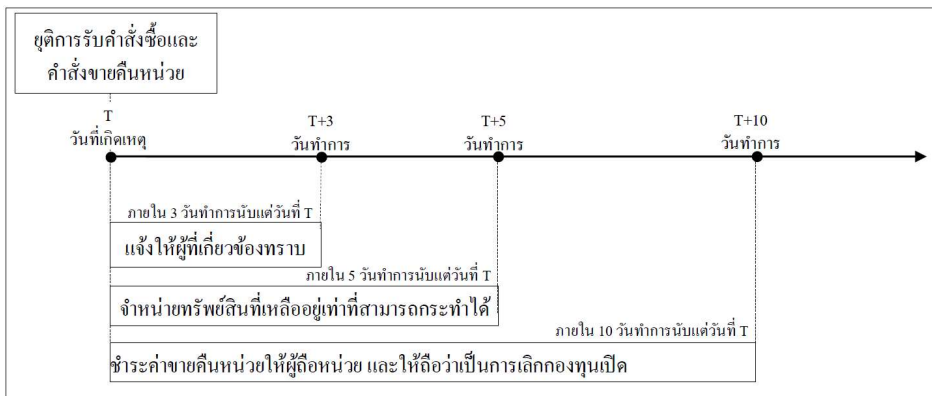 ยุติการรับคำสั่งซื้อและ
คำสั่งขายคืนหน่วย
T
วันที่เกิดเหตุ
T+3
วันทำการ
T+5
วันทำการ
T+10
วันทำการ
ภายใน 3 วันทำการนับแต่วันที่ T
แจ้งให้ผู้ที่เกี่ยวข้องทราบ
ภายใน 5 วันทำการนับแต่วันที่ T
จำหน่ายทรัพย์สินที่เหลืออยู่เท่าที่สามารถกระทำได้
ภายใน 10 วันทำการนับแต่วันที่ T
ชำระค่าขายคืนหน่วยให้ผู้ถือหน่วย และให้ถือว่าเป็นการเลิกกองทุนเปิด